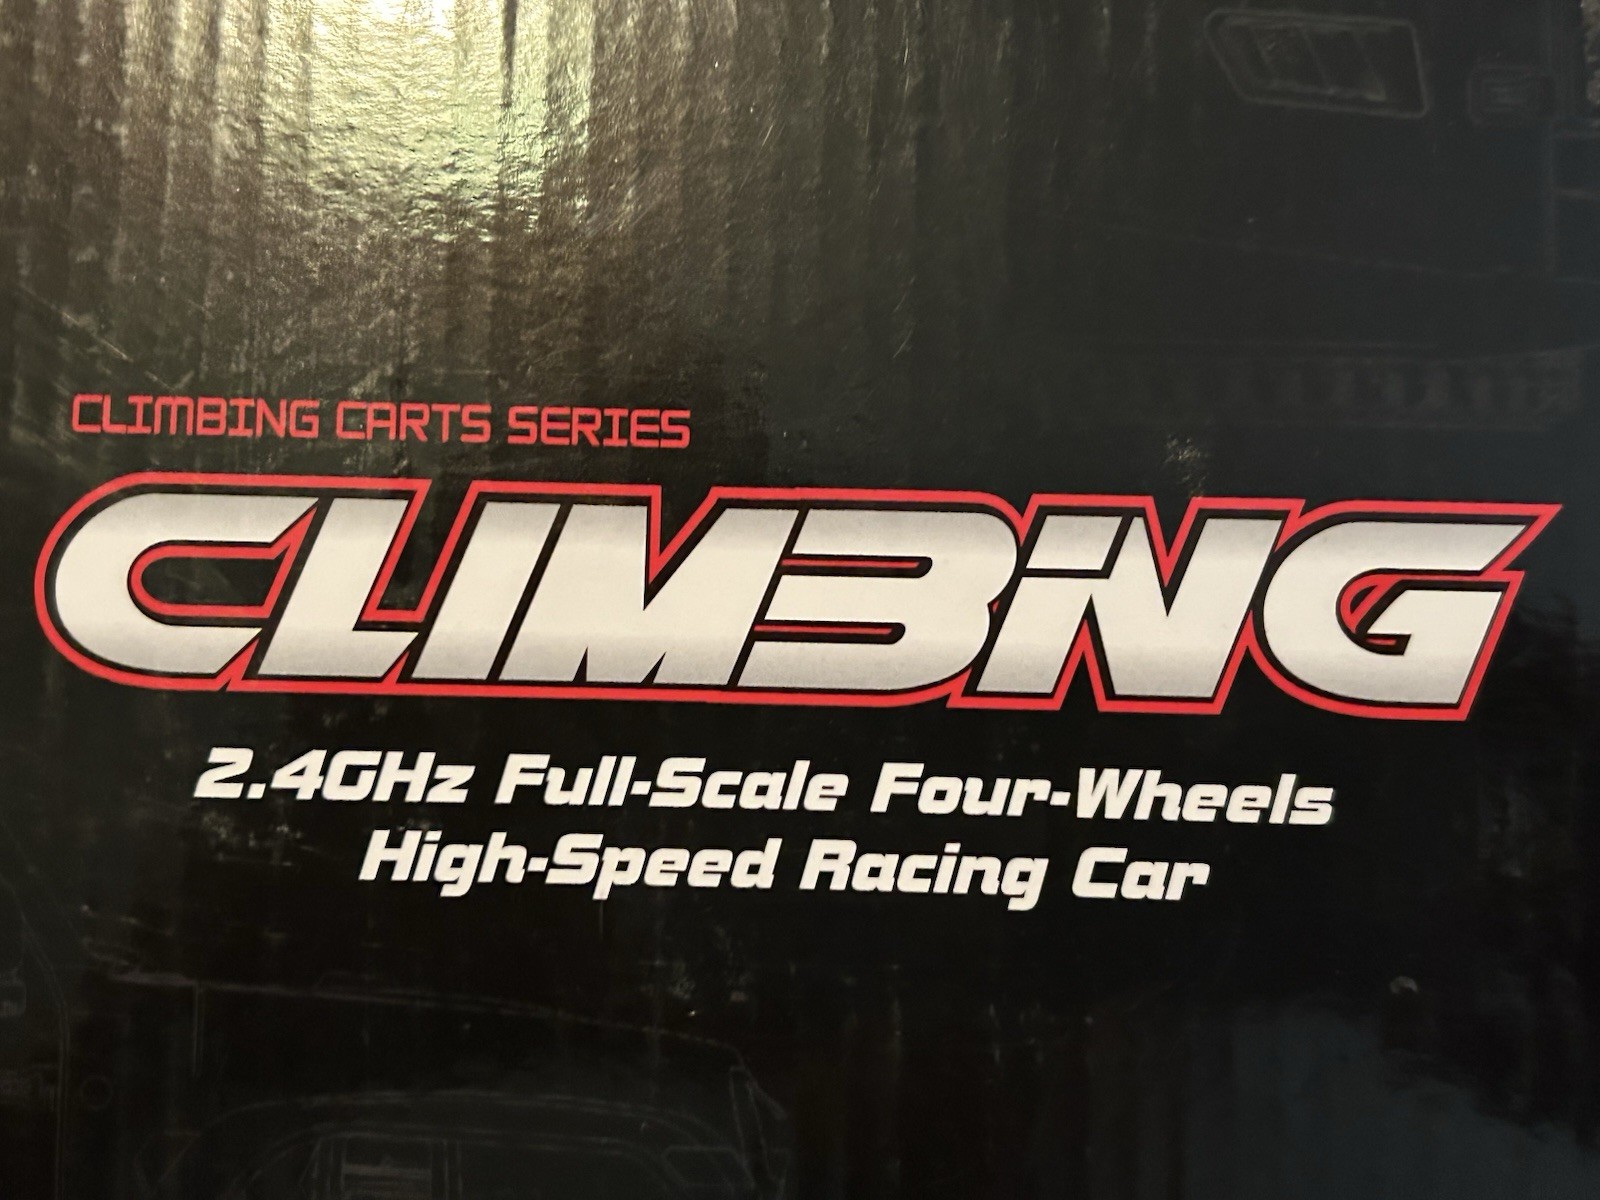 CLIMBING CARTS SERIES
CLIMBiNG
2.4GHz Full-Scale Four-Wheels
High-Speed Racing Car